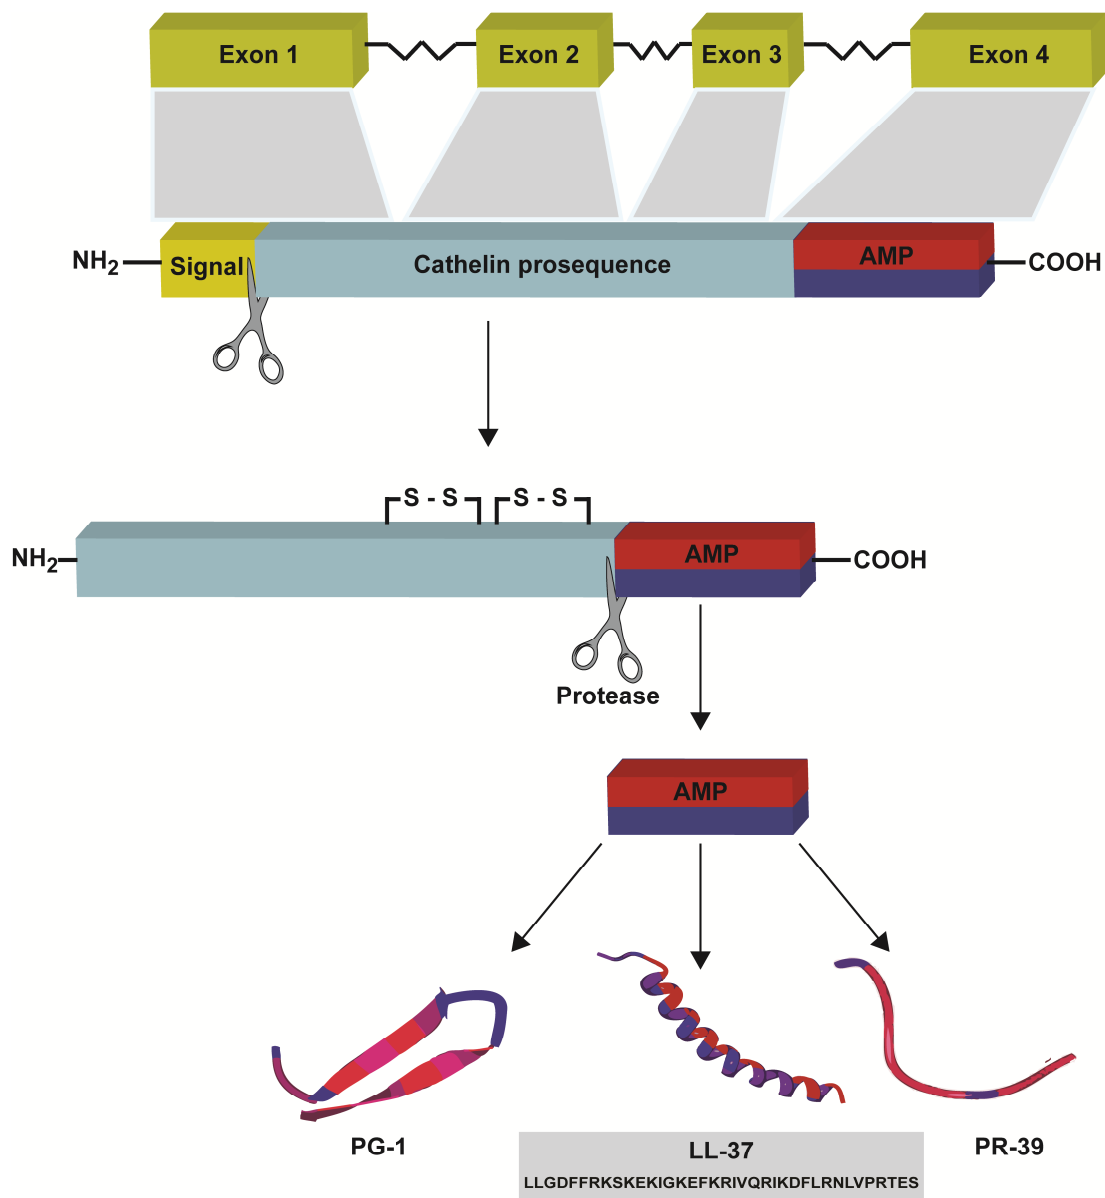 Exon 1 Exon 2 Exon 3 Exon 4
NH2 Signal Cathelin prosequence AMP COOH
S - S S - S
NH2 AMP COOH
Protease
AMP
PG-1 LL-37 PR-39
LLGDFFRKSKEKIGKEFKRIVQRIKDFLRNLVPRTES